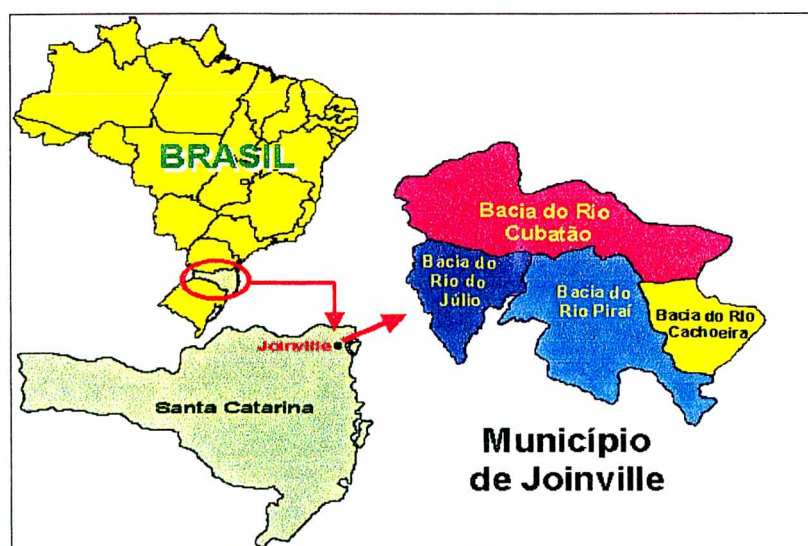 BRASIL
Bacia do Rio
Cubatão
Bacia do
Rio do
Júlio
Bacia do
Rio Piraí
Bacia do Rio
Cachoeira
Joinville
Santa Catarina
Município
de Joinville